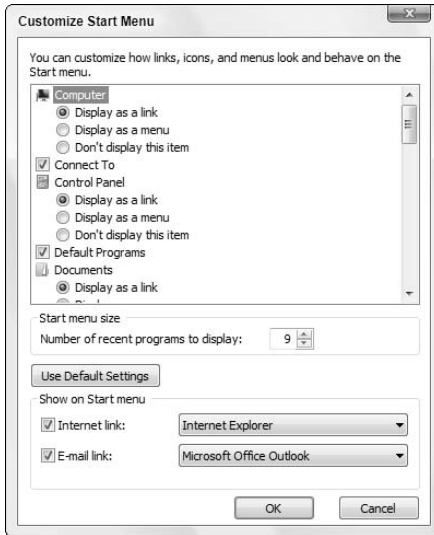 Customize Start Menu
You can customize how links, icons, and menus look and behave on the
Start menu.
Computer
Display as a link
Display as a menu
Don't display this item
Connect To
Control Panel
Display as a link
Display as a menu
Don't display this item
Default Programs
Documents
Display as a link
Start menu size
Number of recent programs to display: 9
Use Default Settings
Show on Start menu
Internet link: Internet Explorer
E-mail link: Microsoft Office Outlook
OK Cancel